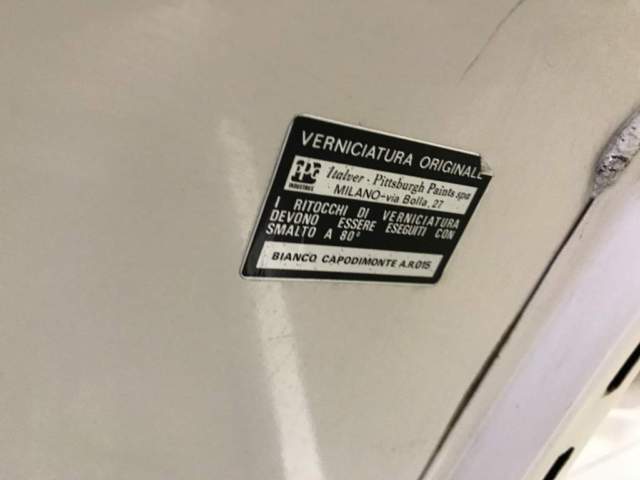 VERNICIATURA ORIGINALE
PPG INDUSTRIES
Italver - Pittsburgh Paints spa
MILANO-via Bolla, 27
I RITOCCHI DI VERNICIATURA
DEVONO ESSERE ESEGUITI CON
SMALTO A 80°
BIANCO CAPODIMONTE A.R.015